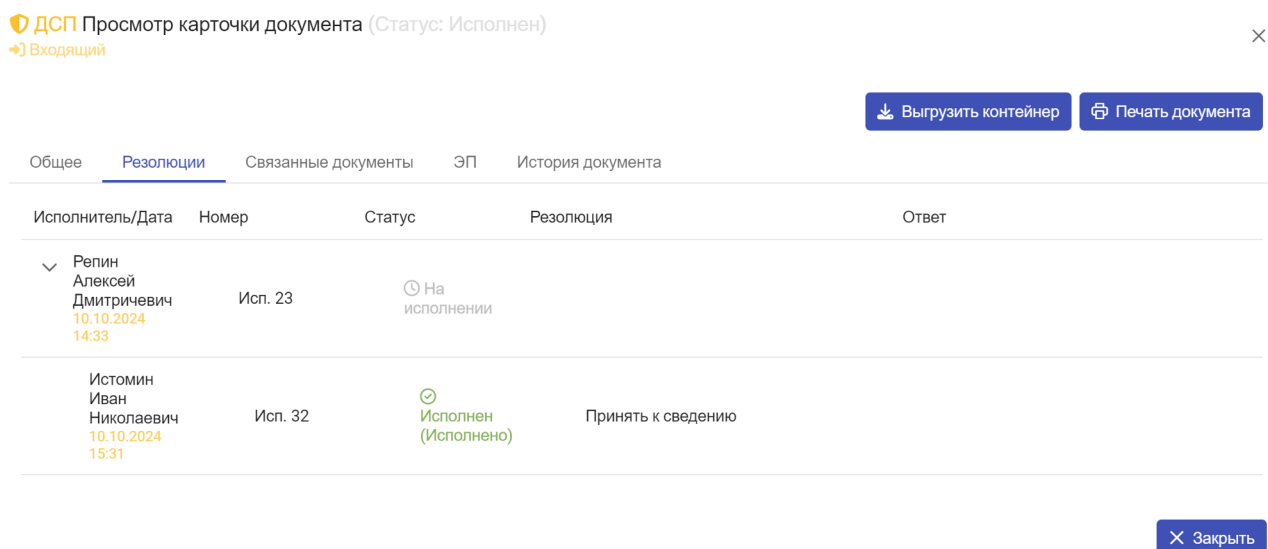 ДСП Просмотр карточки документа (Статус: Исполнен)
Входящий
Выгрузить контейнер
Печать документа
Общее Резолюции Связанные документы ЭП История документа
Исполнитель/Дата Номер Статус Резолюция Ответ
Репин
Алексей
Дмитричевич
10.10.2024
14:33
Исп. 23
На
исполнении
Истомин
Иван
Николаевич
10.10.2024
15:31
Исп. 32
Исполнен
(Исполнено)
Принять к сведению
Закрыть